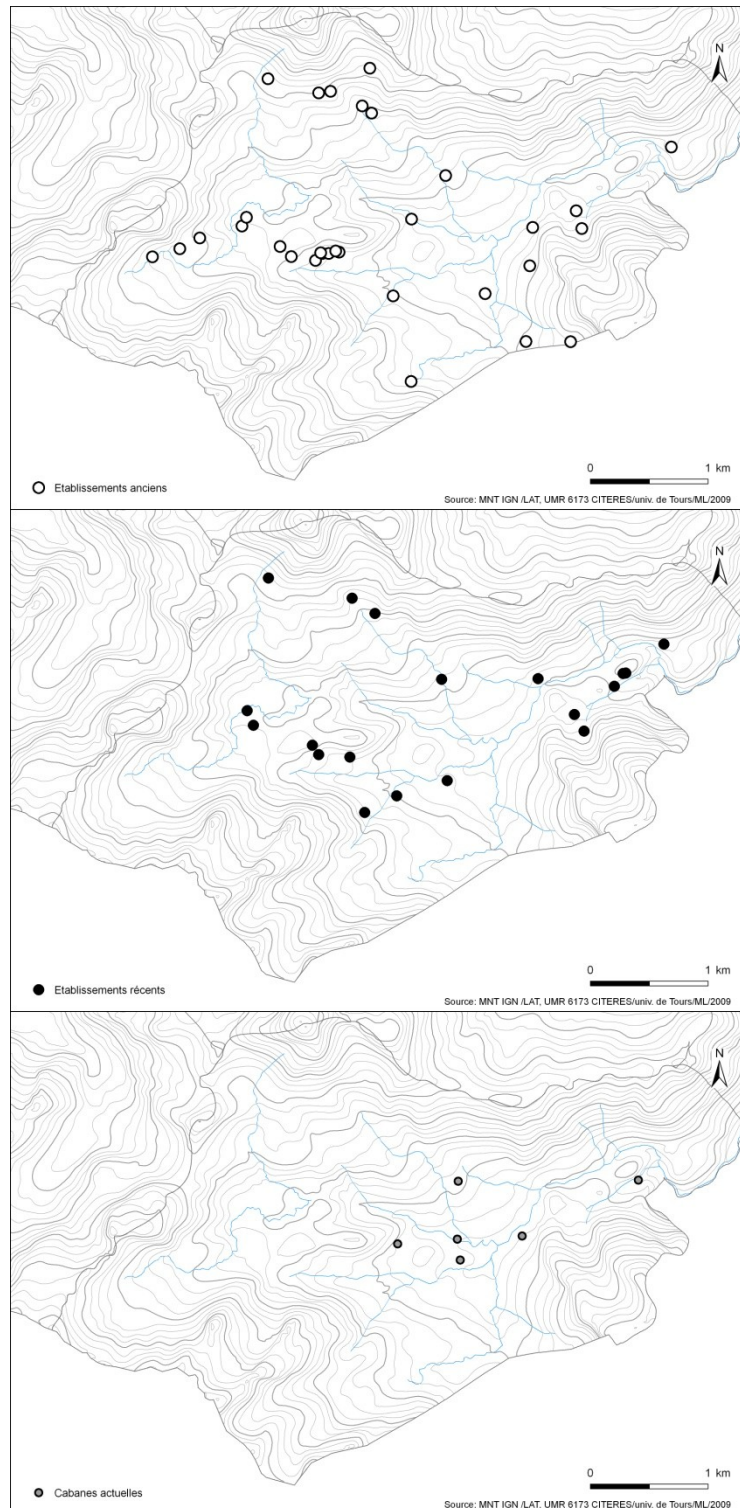 N
0 1 km
Etablissements anciens
Source: MNT IGN /LAT, UMR 6173 CITERES/univ. de Tours/ML/2009
N
0 1 km
Etablissements récents
Source: MNT IGN /LAT, UMR 6173 CITERES/univ. de Tours/ML/2009
N
0 1 km
Cabanes actuelles
Source: MNT IGN /LAT, UMR 6173 CITERES/univ. de Tours/ML/2009